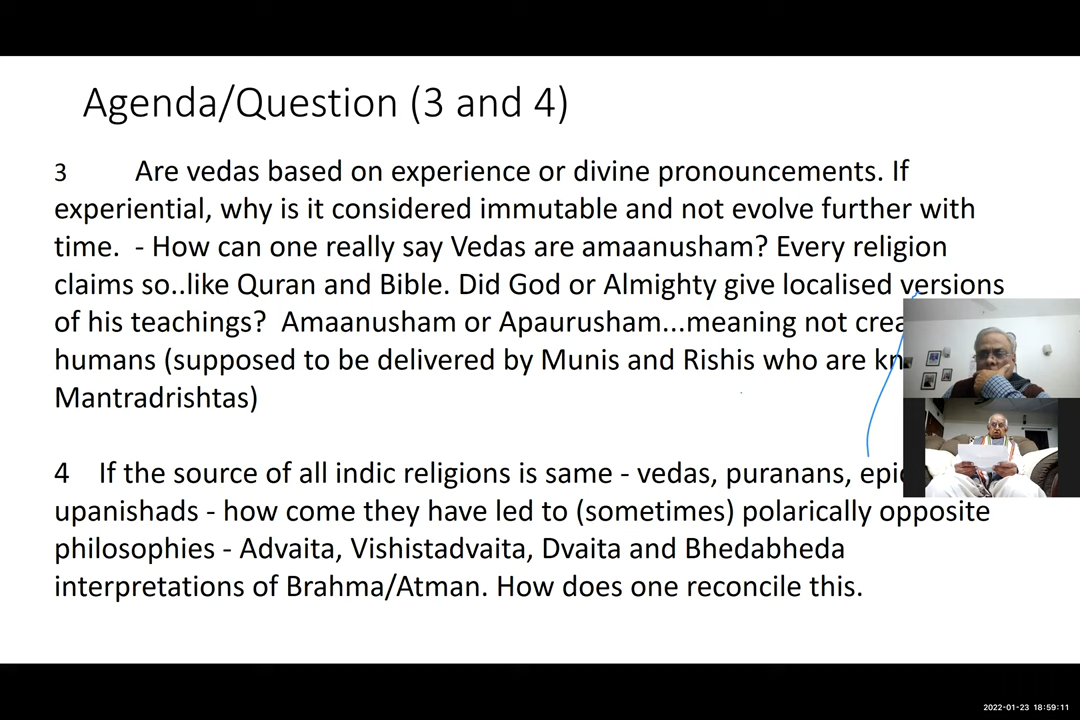 Agenda/Question (3 and 4)
3 Are vedas based on experience or divine pronouncements. If
experiential, why is it considered immutable and not evolve further with
time. - How can one really say Vedas are amaanusham? Every religion
claims so..like Quran and Bible. Did God or Almighty give localised versions
of his teachings? Amaanusham or Apaurusham...meaning not
humans (supposed to be delivered by Munis and Rishis who are
Mantradrishtas)
4 If the source of all indic religions is same - vedas, puranans,
upanishads - how come they have led to (sometimes) polarically opposite
philosophies - Advaita, Vishistadvaita, Dvaita and Bhedabheda
interpretations of Brahma/Atman. How does one reconcile this.
2022-01-23 18:59:11